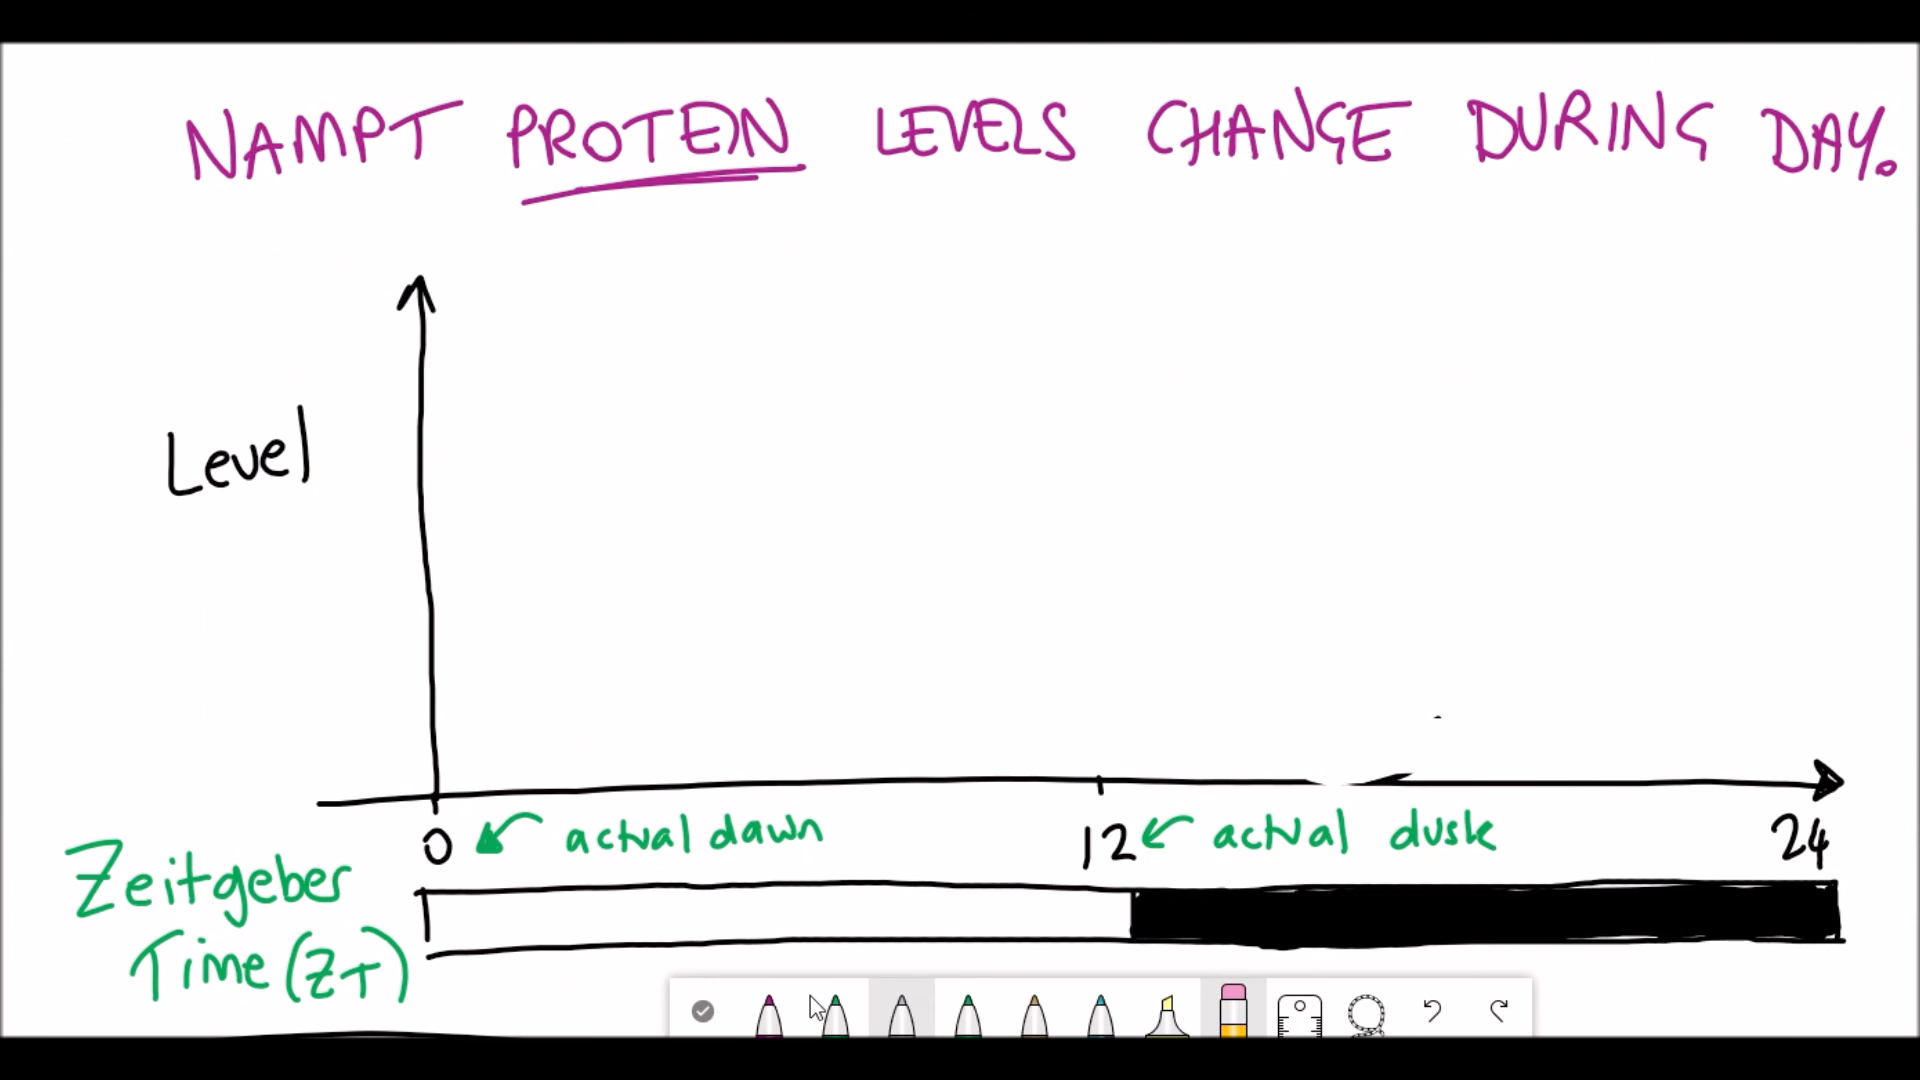 NAMPT PROTEIN LEVELS CHANGE DURING DAY.
Level
0 actual dawn 12 actual dusk 24
Zeitgeber
Time (ZT)